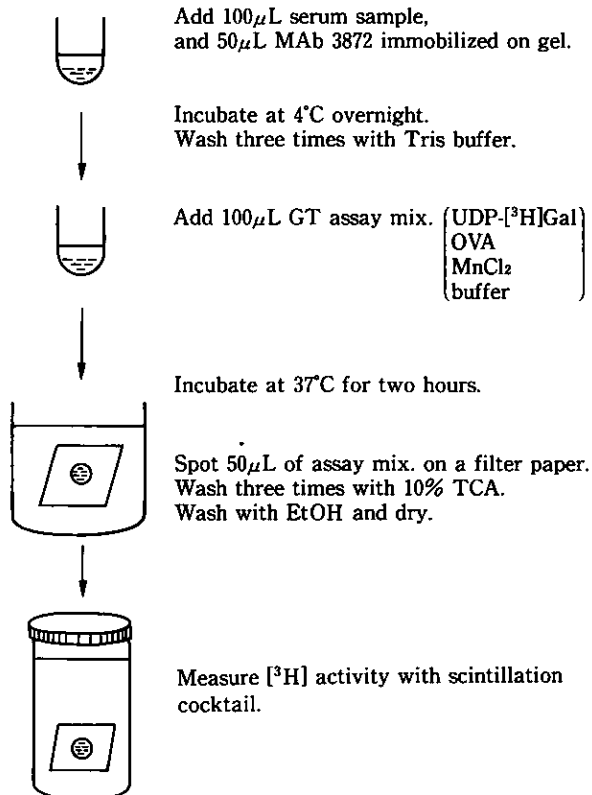 Add 100μL serum sample,
and 50μL MAb 3872 immobilized on gel.
Incubate at 4°C overnight.
Wash three times with Tris buffer.
Add 100μL GT assay mix. (UDP-[³H]Gal
OVA
MnCl₂
buffer)
Incubate at 37°C for two hours.
Spot 50μL of assay mix. on a filter paper.
Wash three times with 10% TCA.
Wash with EtOH and dry.
Measure [³H] activity with scintillation
cocktail.